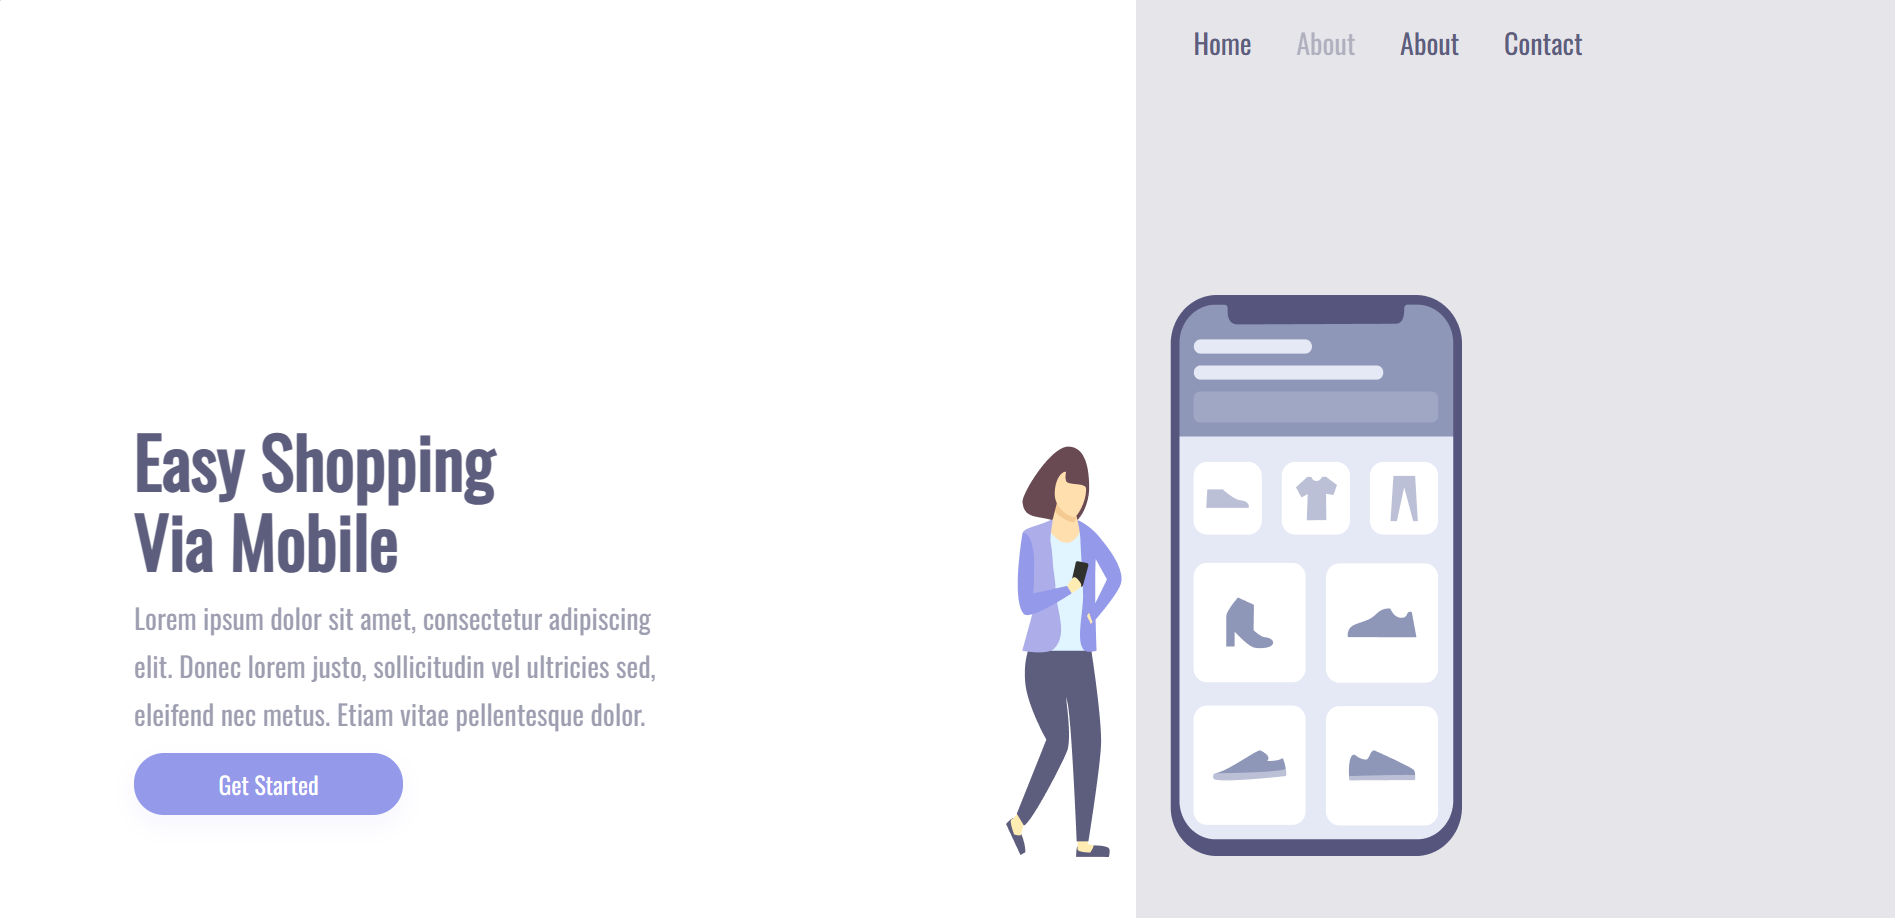 Home About About Contact
Easy Shopping
Via Mobile
Lorem ipsum dolor sit amet, consectetur adipiscing
elit. Donec lorem justo, sollicitudin vel ultricies sed,
eleifend nec metus. Etiam vitae pellentesque dolor.
Get Started